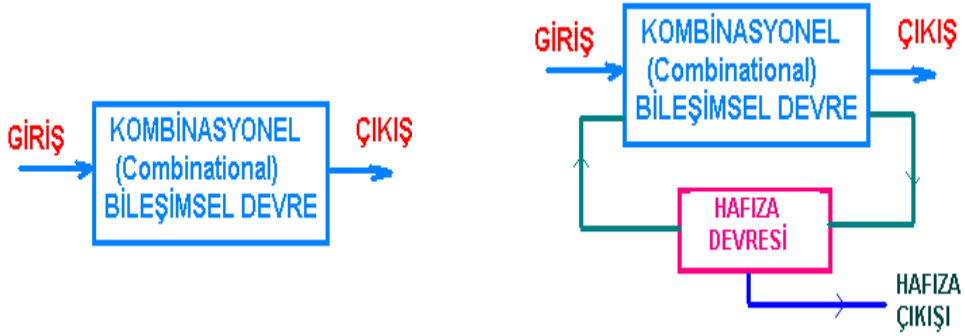 GİRİŞ
KOMBİNASYONEL
(Combinational)
BİLEŞİMSEL DEVRE
ÇIKIŞ
GİRİŞ
KOMBİNASYONEL
(Combinational)
BİLEŞİMSEL DEVRE
ÇIKIŞ
HAFIZA
DEVRESİ
HAFIZA
ÇIKIŞI